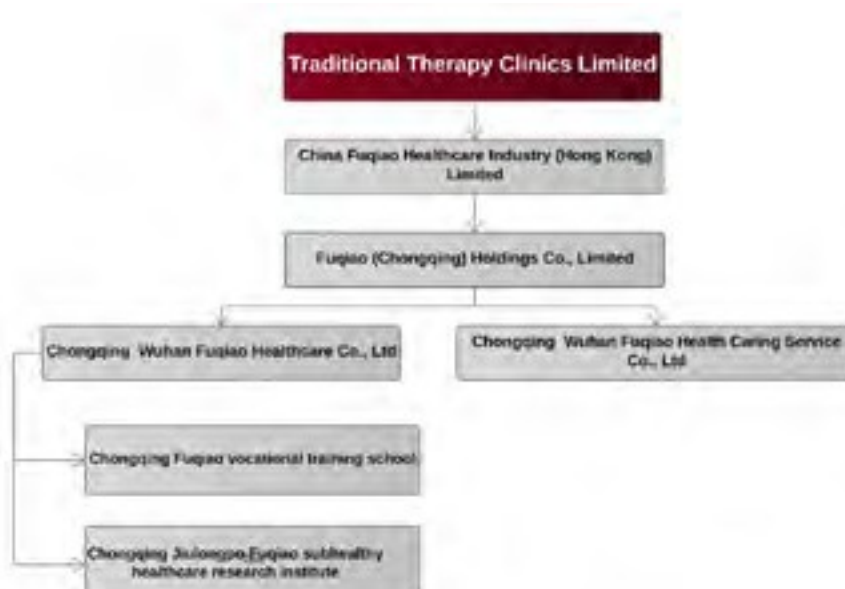 Traditional Therapy Clinics Limited
China Fuqiao Healthcare Industry (Hong Kong)
Limited
Fuqiao (Chongqing) Holdings Co., Limited
Chongqing Wuhan Fuqiao Healthcare Co., Ltd
Chongqing Wuhan Fuqiao Health Caring Service
Co., Ltd
Chongqing Fuqiao vocational training school
Chongqing Jiulongpo Fuqiao subhealthy
healthcare research institute